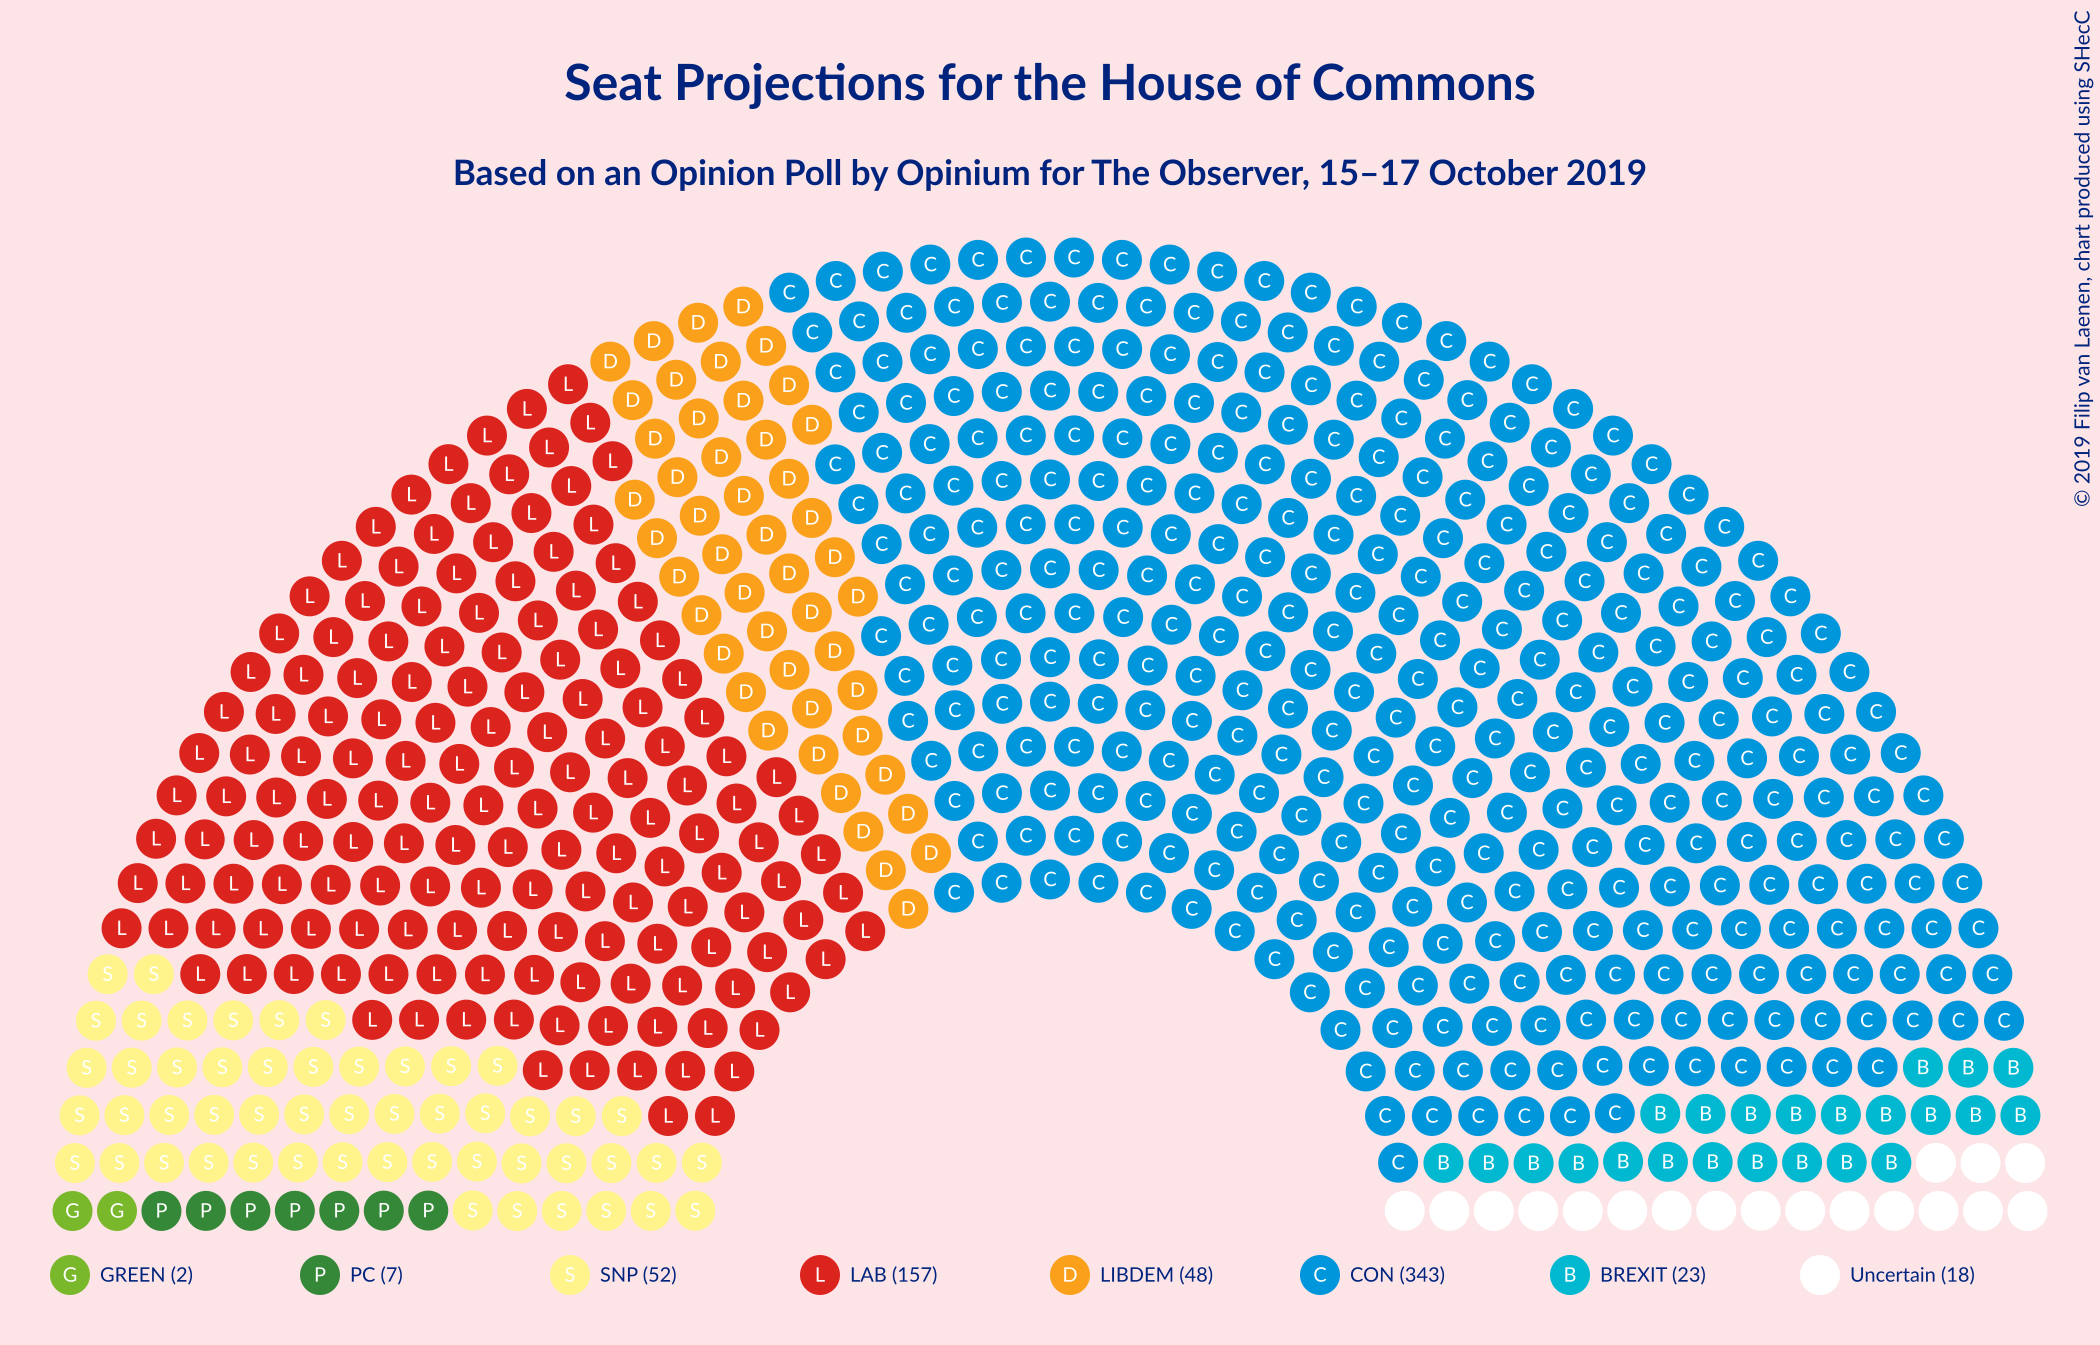 Seat Projections for the House of Commons
Based on an Opinion Poll by Opinium for The Observer, 15–17 October 2019
© 2019 Filip van Laenen, chart produced using SHecC
G GREEN (2) P PC (7) S SNP (52) L LAB (157) D LIBDEM (48) C CON (343) B BREXIT (23) Uncertain (18)